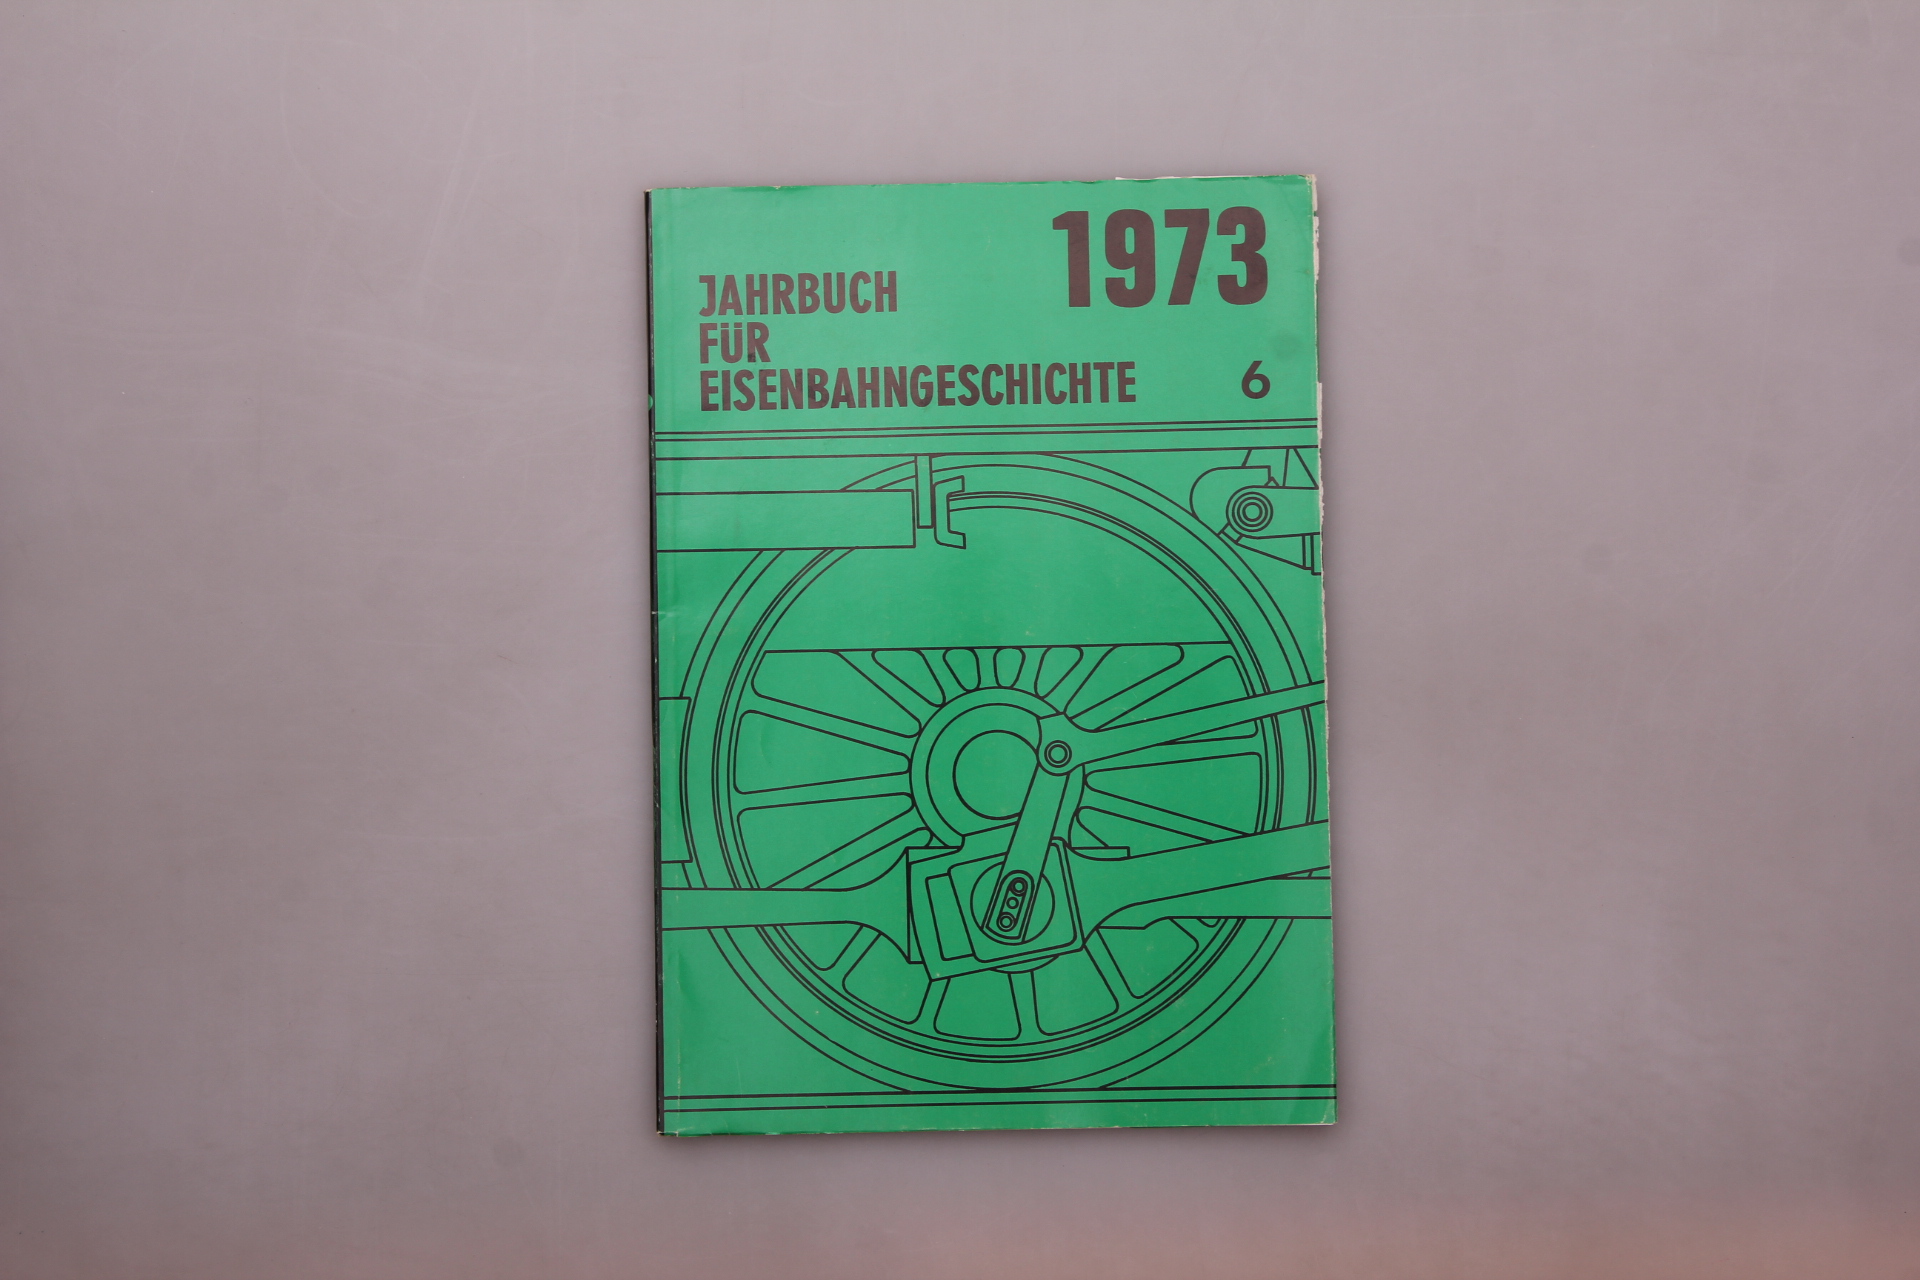 1973
JAHRBUCH
FÜR
EISENBAHNGESCHICHTE 6